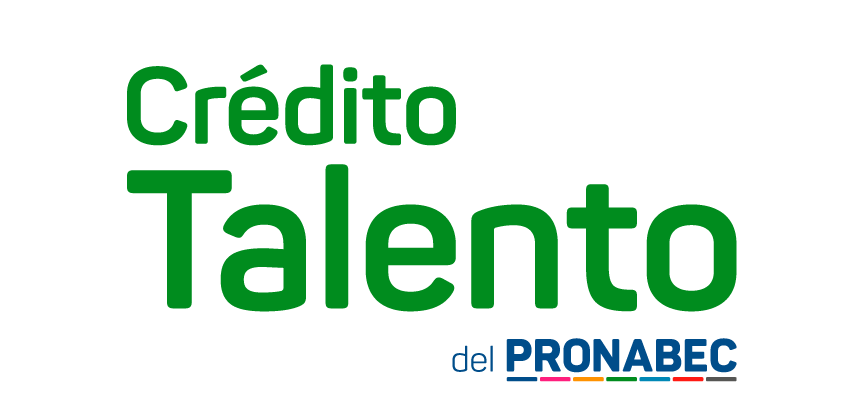 Crédito
Talento
del PRONABEC